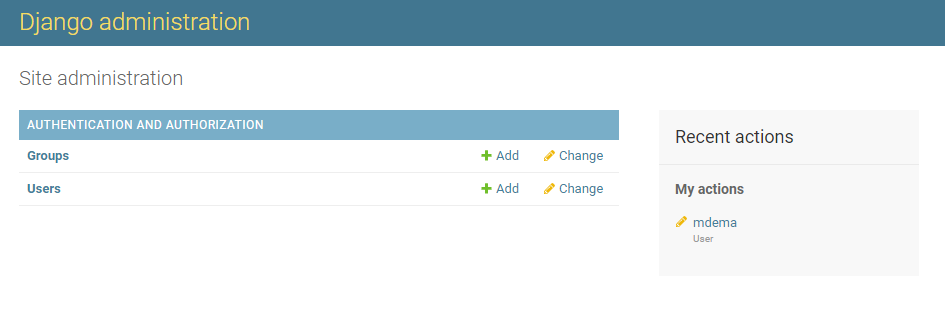 Django administration
Site administration
AUTHENTICATION AND AUTHORIZATION
Groups Add Change
Users Add Change
Recent actions
My actions
mdema
User